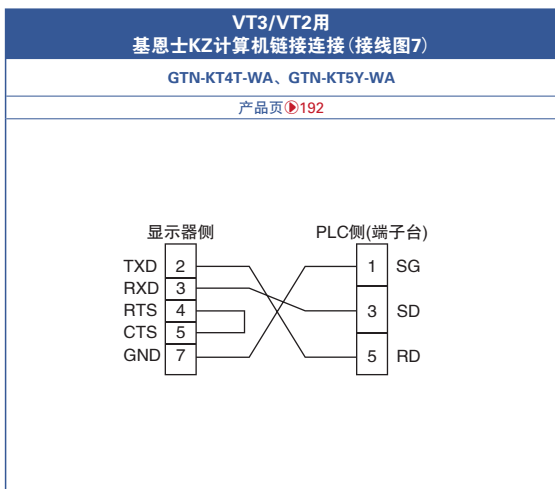 VT3/VT2用
基恩士KZ计算机链接连接(接线图7)
GTN-KT4T-WA、GTN-KT5Y-WA
产品页▶192
显示器侧 PLC侧(端子台)
TXD 2 1 SG
RXD 3
RTS 4 3 SD
CTS 5
GND 7 5 RD